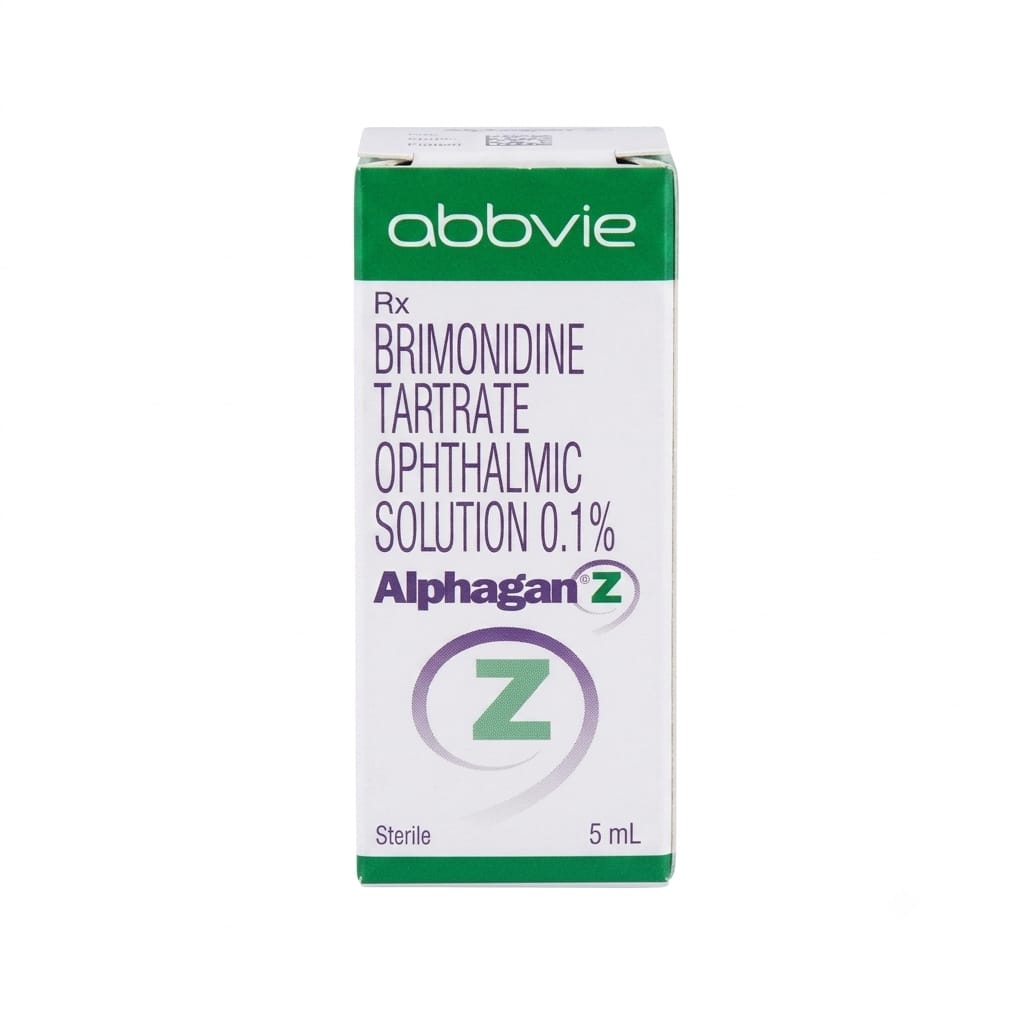 abbvie
Rx
BRIMONIDINE
TARTRATE
OPHTHALMIC
SOLUTION 0.1%
Alphagan® Z
Z
Sterile
5 mL